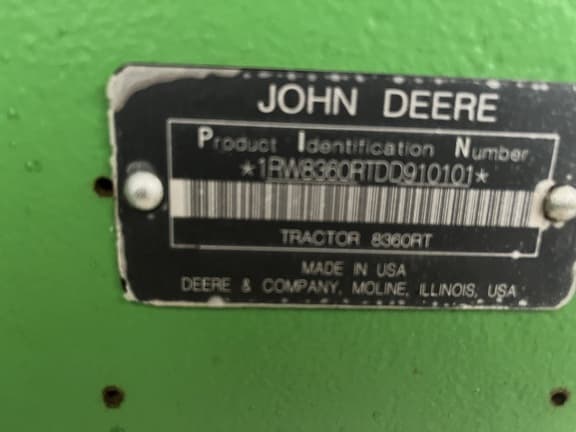 JOHN DEERE
Product Identification Number
*1RW8360RTDD910101*
TRACTOR 8360RT
MADE IN USA
DEERE & COMPANY, MOLINE, ILLINOIS, USA